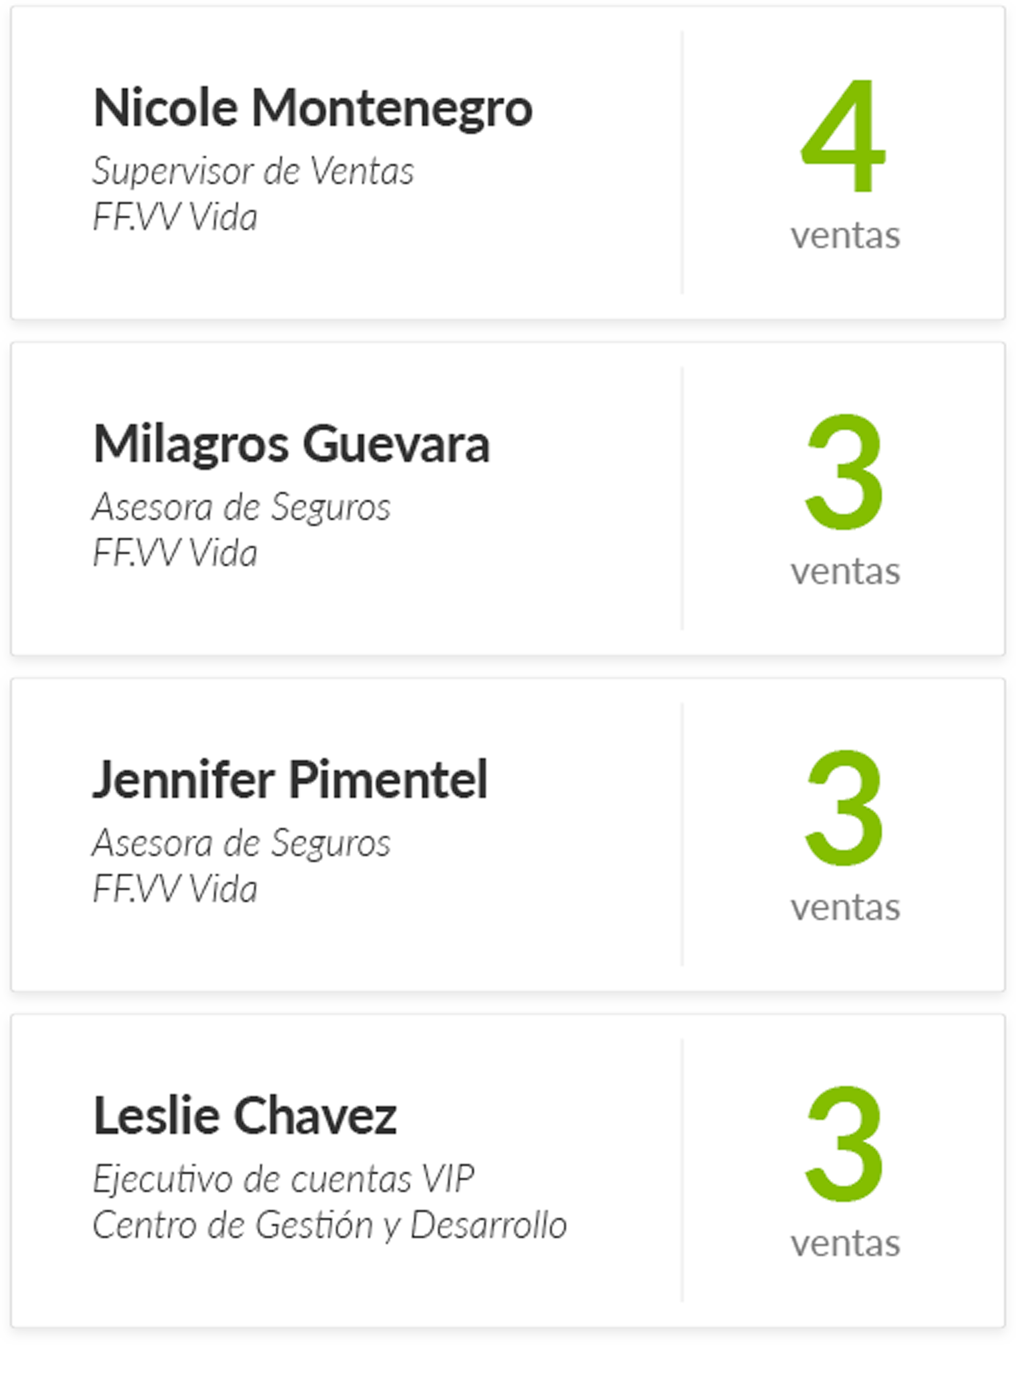 Nicole Montenegro
Supervisor de Ventas
FF.VV Vida
4
ventas
Milagros Guevara
Asesora de Seguros
FF.VV Vida
3
ventas
Jennifer Pimentel
Asesora de Seguros
FF.VV Vida
3
ventas
Leslie Chavez
Ejecutivo de cuentas VIP
Centro de Gestión y Desarrollo
3
ventas